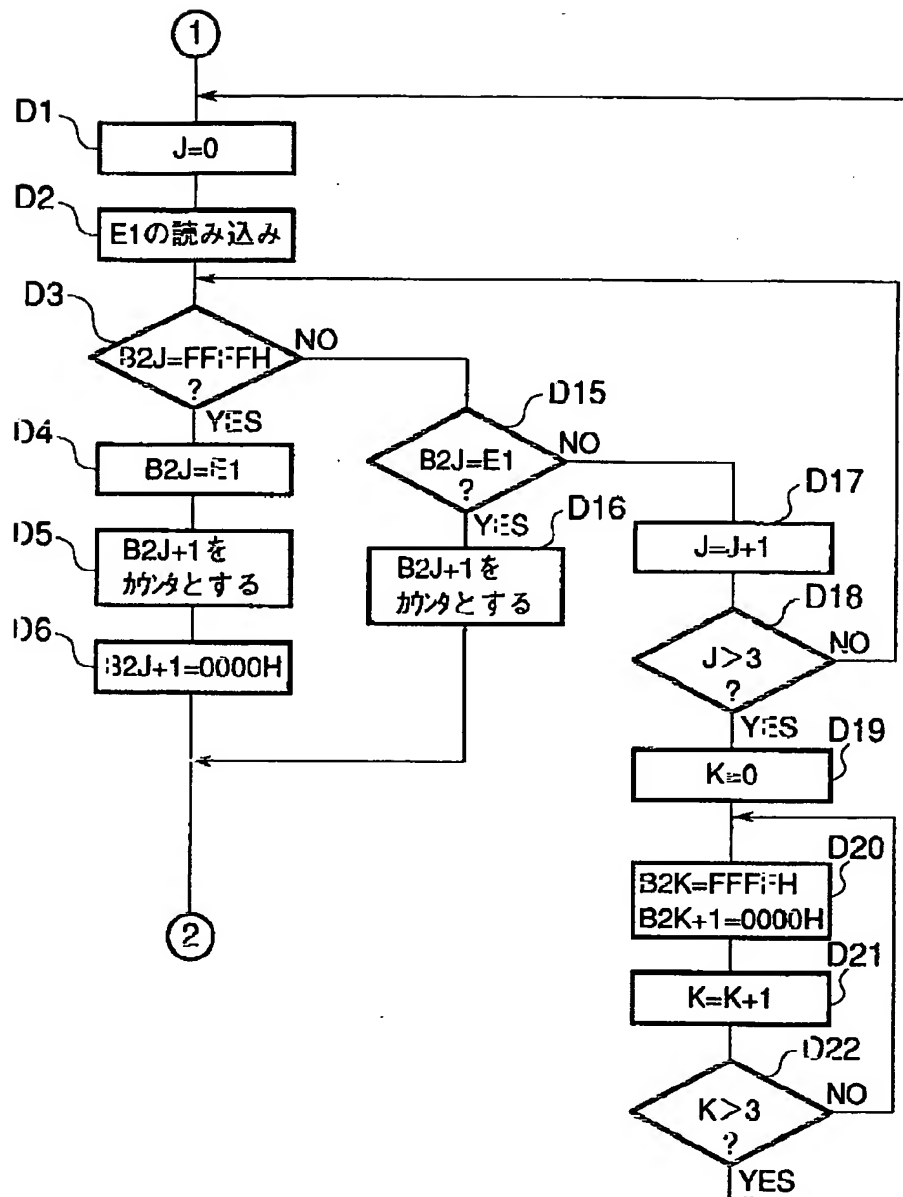 1
D1
J=0
D2
E1の読み込み
D3
B2J=FFFFH
?
NO
YES
D4
B2J=E1
D5
B2J+1を
カウンタとする
D6
B2J+1=0000H
2
D15
B2J=E1
?
NO
YES
D16
B2J+1を
カウンタとする
D17
J=J+1
D18
J>3
?
NO
YES
D19
K=0
D20
B2K=FFFFH
B2K+1=0000H
D21
K=K+1
D22
K>3
?
NO
YES